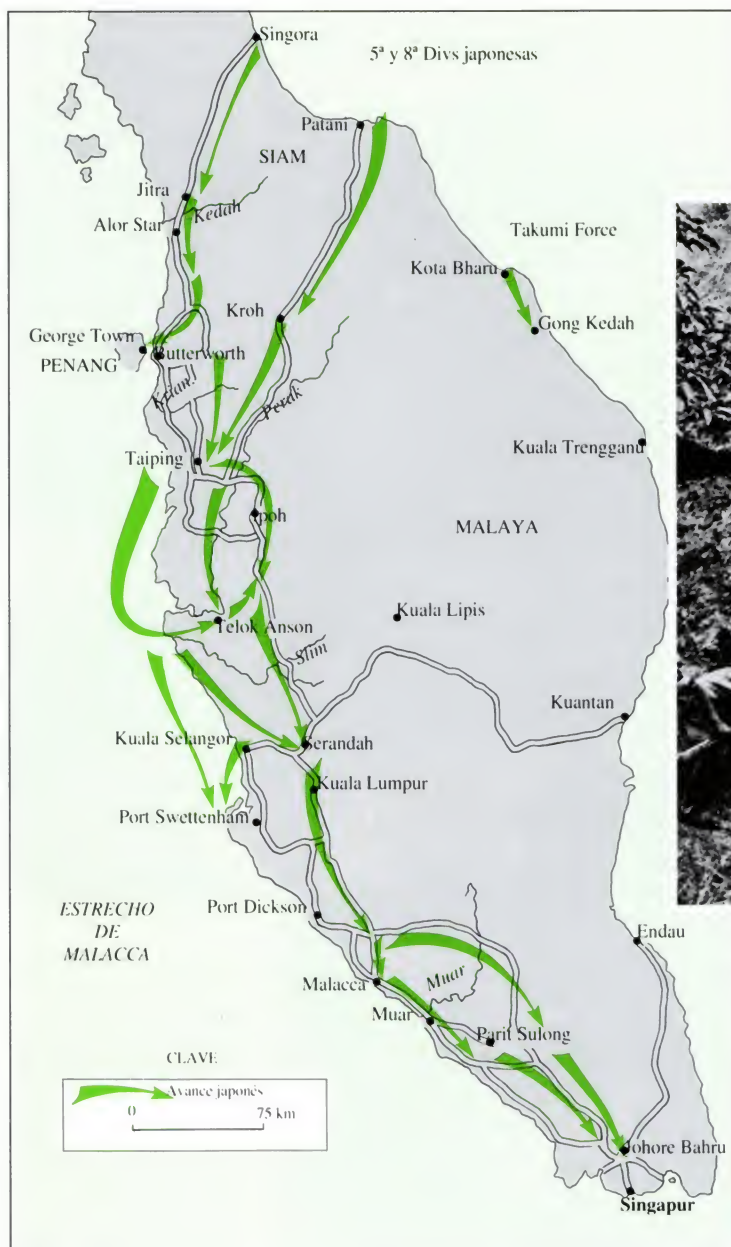 Singora
5ª y 8ª Divs japonesas
Patani
SIAM
Jitra
Kedah
Alor Star
Takumi Force
Kota Bharu
Kroh
Gong Kedah
George Town
PENANG
Butterworth
Krian
Perak
Kuala Trengganu
Taiping
Ipoh
MALAYA
Kuala Lipis
Telok Anson
Slim
Kuantan
Kuala Selangor
Serandah
Kuala Lumpur
Port Swettenham
ESTRECHO
DE
MALACCA
Port Dickson
Endau
Malacca
Muar
Muar
Parit Sulong
CLAVE
Avance japonés
0 75 km
Johore Bahru
Singapur